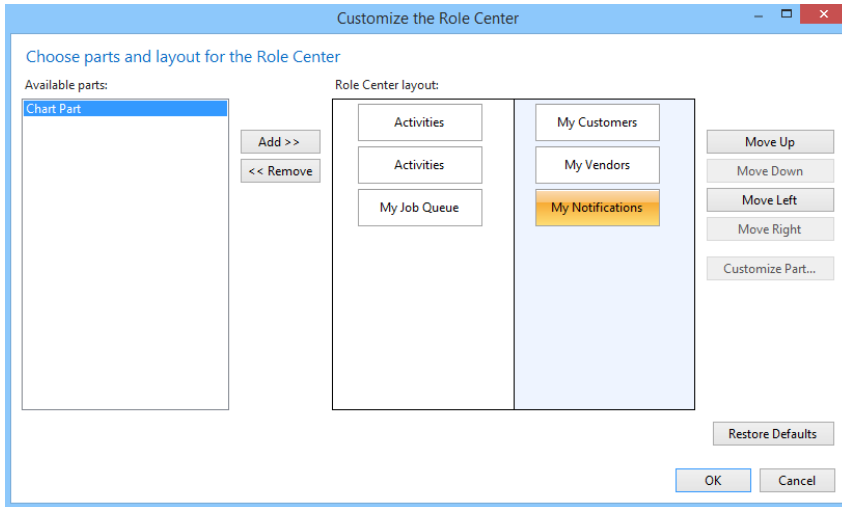 Customize the Role Center
Choose parts and layout for the Role Center
Available parts:
Role Center layout:
Chart Part
Add >>
<< Remove
Activities
Activities
My Job Queue
My Customers
My Vendors
My Notifications
Move Up
Move Down
Move Left
Move Right
Customize Part...
Restore Defaults
OK
Cancel